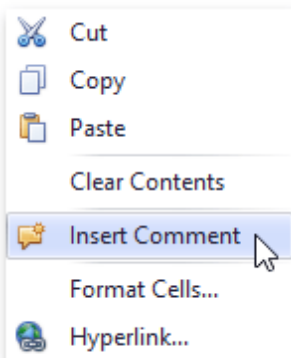 Cut
Copy
Paste
Clear Contents
Insert Comment
Format Cells...
Hyperlink...